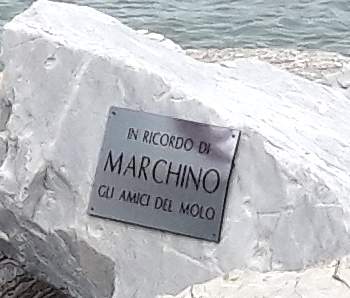 IN RICORDO DI
MARCHINO
GLI AMICI DEL MOLO